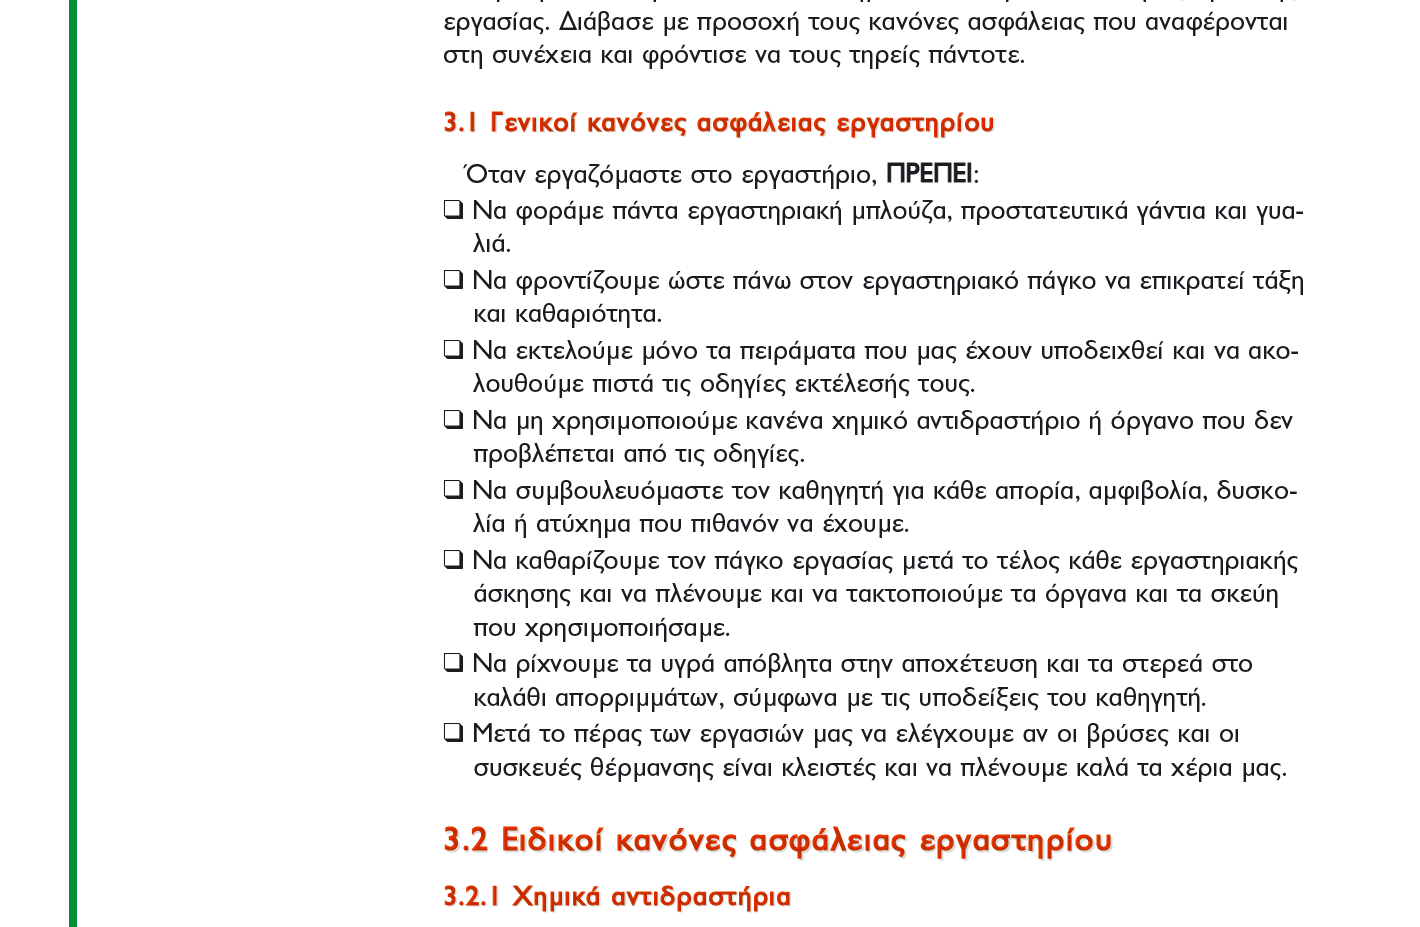 εργασίας. Διάβασε με προσοχή τους κανόνες ασφάλειας που αναφέρονται
στη συνέχεια και φρόντισε να τους τηρείς πάντοτε.
3.1 Γενικοί κανόνες ασφάλειας εργαστηρίου
Όταν εργαζόμαστε στο εργαστήριο, ΠΡΕΠΕΙ:
❑ Να φοράμε πάντα εργαστηριακή μπλούζα, προστατευτικά γάντια και γυα-
λιά.
❑ Να φροντίζουμε ώστε πάνω στον εργαστηριακό πάγκο να επικρατεί τάξη
και καθαριότητα.
❑ Να εκτελούμε μόνο τα πειράματα που μας έχουν υποδειχθεί και να ακο-
λουθούμε πιστά τις οδηγίες εκτέλεσής τους.
❑ Να μη χρησιμοποιούμε κανένα χημικό αντιδραστήριο ή όργανο που δεν
προβλέπεται από τις οδηγίες.
❑ Να συμβουλευόμαστε τον καθηγητή για κάθε απορία, αμφιβολία, δυσκο-
λία ή ατύχημα που πιθανόν να έχουμε.
❑ Να καθαρίζουμε τον πάγκο εργασίας μετά το τέλος κάθε εργαστηριακής
άσκησης και να πλένουμε και να τακτοποιούμε τα όργανα και τα σκεύη
που χρησιμοποιήσαμε.
❑ Να ρίχνουμε τα υγρά απόβλητα στην αποχέτευση και τα στερεά στο
καλάθι απορριμμάτων, σύμφωνα με τις υποδείξεις του καθηγητή.
❑ Μετά το πέρας των εργασιών μας να ελέγχουμε αν οι βρύσες και οι
συσκευές θέρμανσης είναι κλειστές και να πλένουμε καλά τα χέρια μας.
3.2 Ειδικοί κανόνες ασφάλειας εργαστηρίου
3.2.1 Χημικά αντιδραστήρια